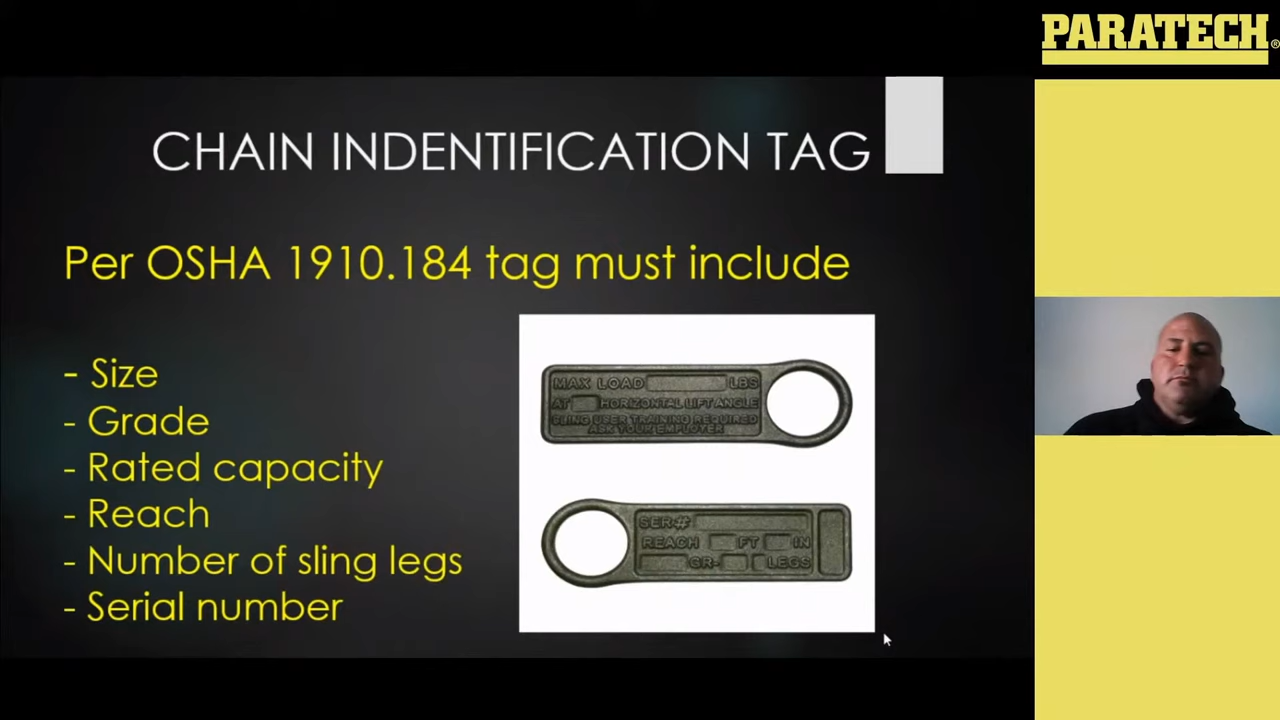 PARATECH®
CHAIN INDENTIFICATION TAG
Per OSHA 1910.184 tag must include
- Size
- Grade
- Rated capacity
- Reach
- Number of sling legs
- Serial number
MAX LOAD LBS
AT HORIZONTAL LIFT ANGLE
SLING USER TRAINING REQUIRED
ASK YOUR EMPLOYER
SER#
REACH FT IN
GR- LEGS